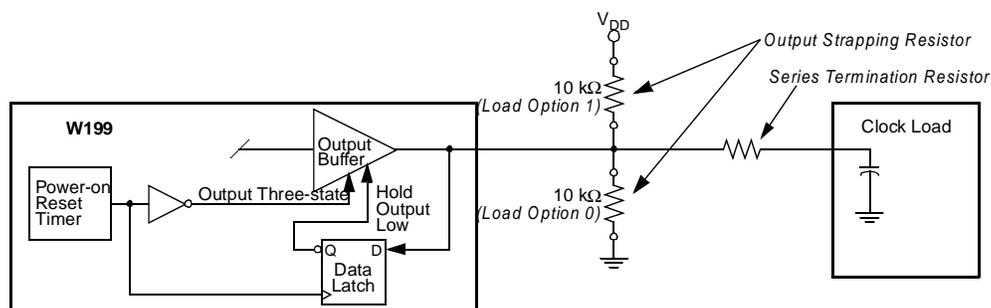 VDD
Output Strapping Resistor
Series Termination Resistor
10 kΩ
(Load Option 1)
W199
Clock Load
Output
Buffer
Power-on
Reset
Timer
Output Three-state
Hold
Output
Low
10 kΩ
(Load Option 0)
Q
D
Data
Latch